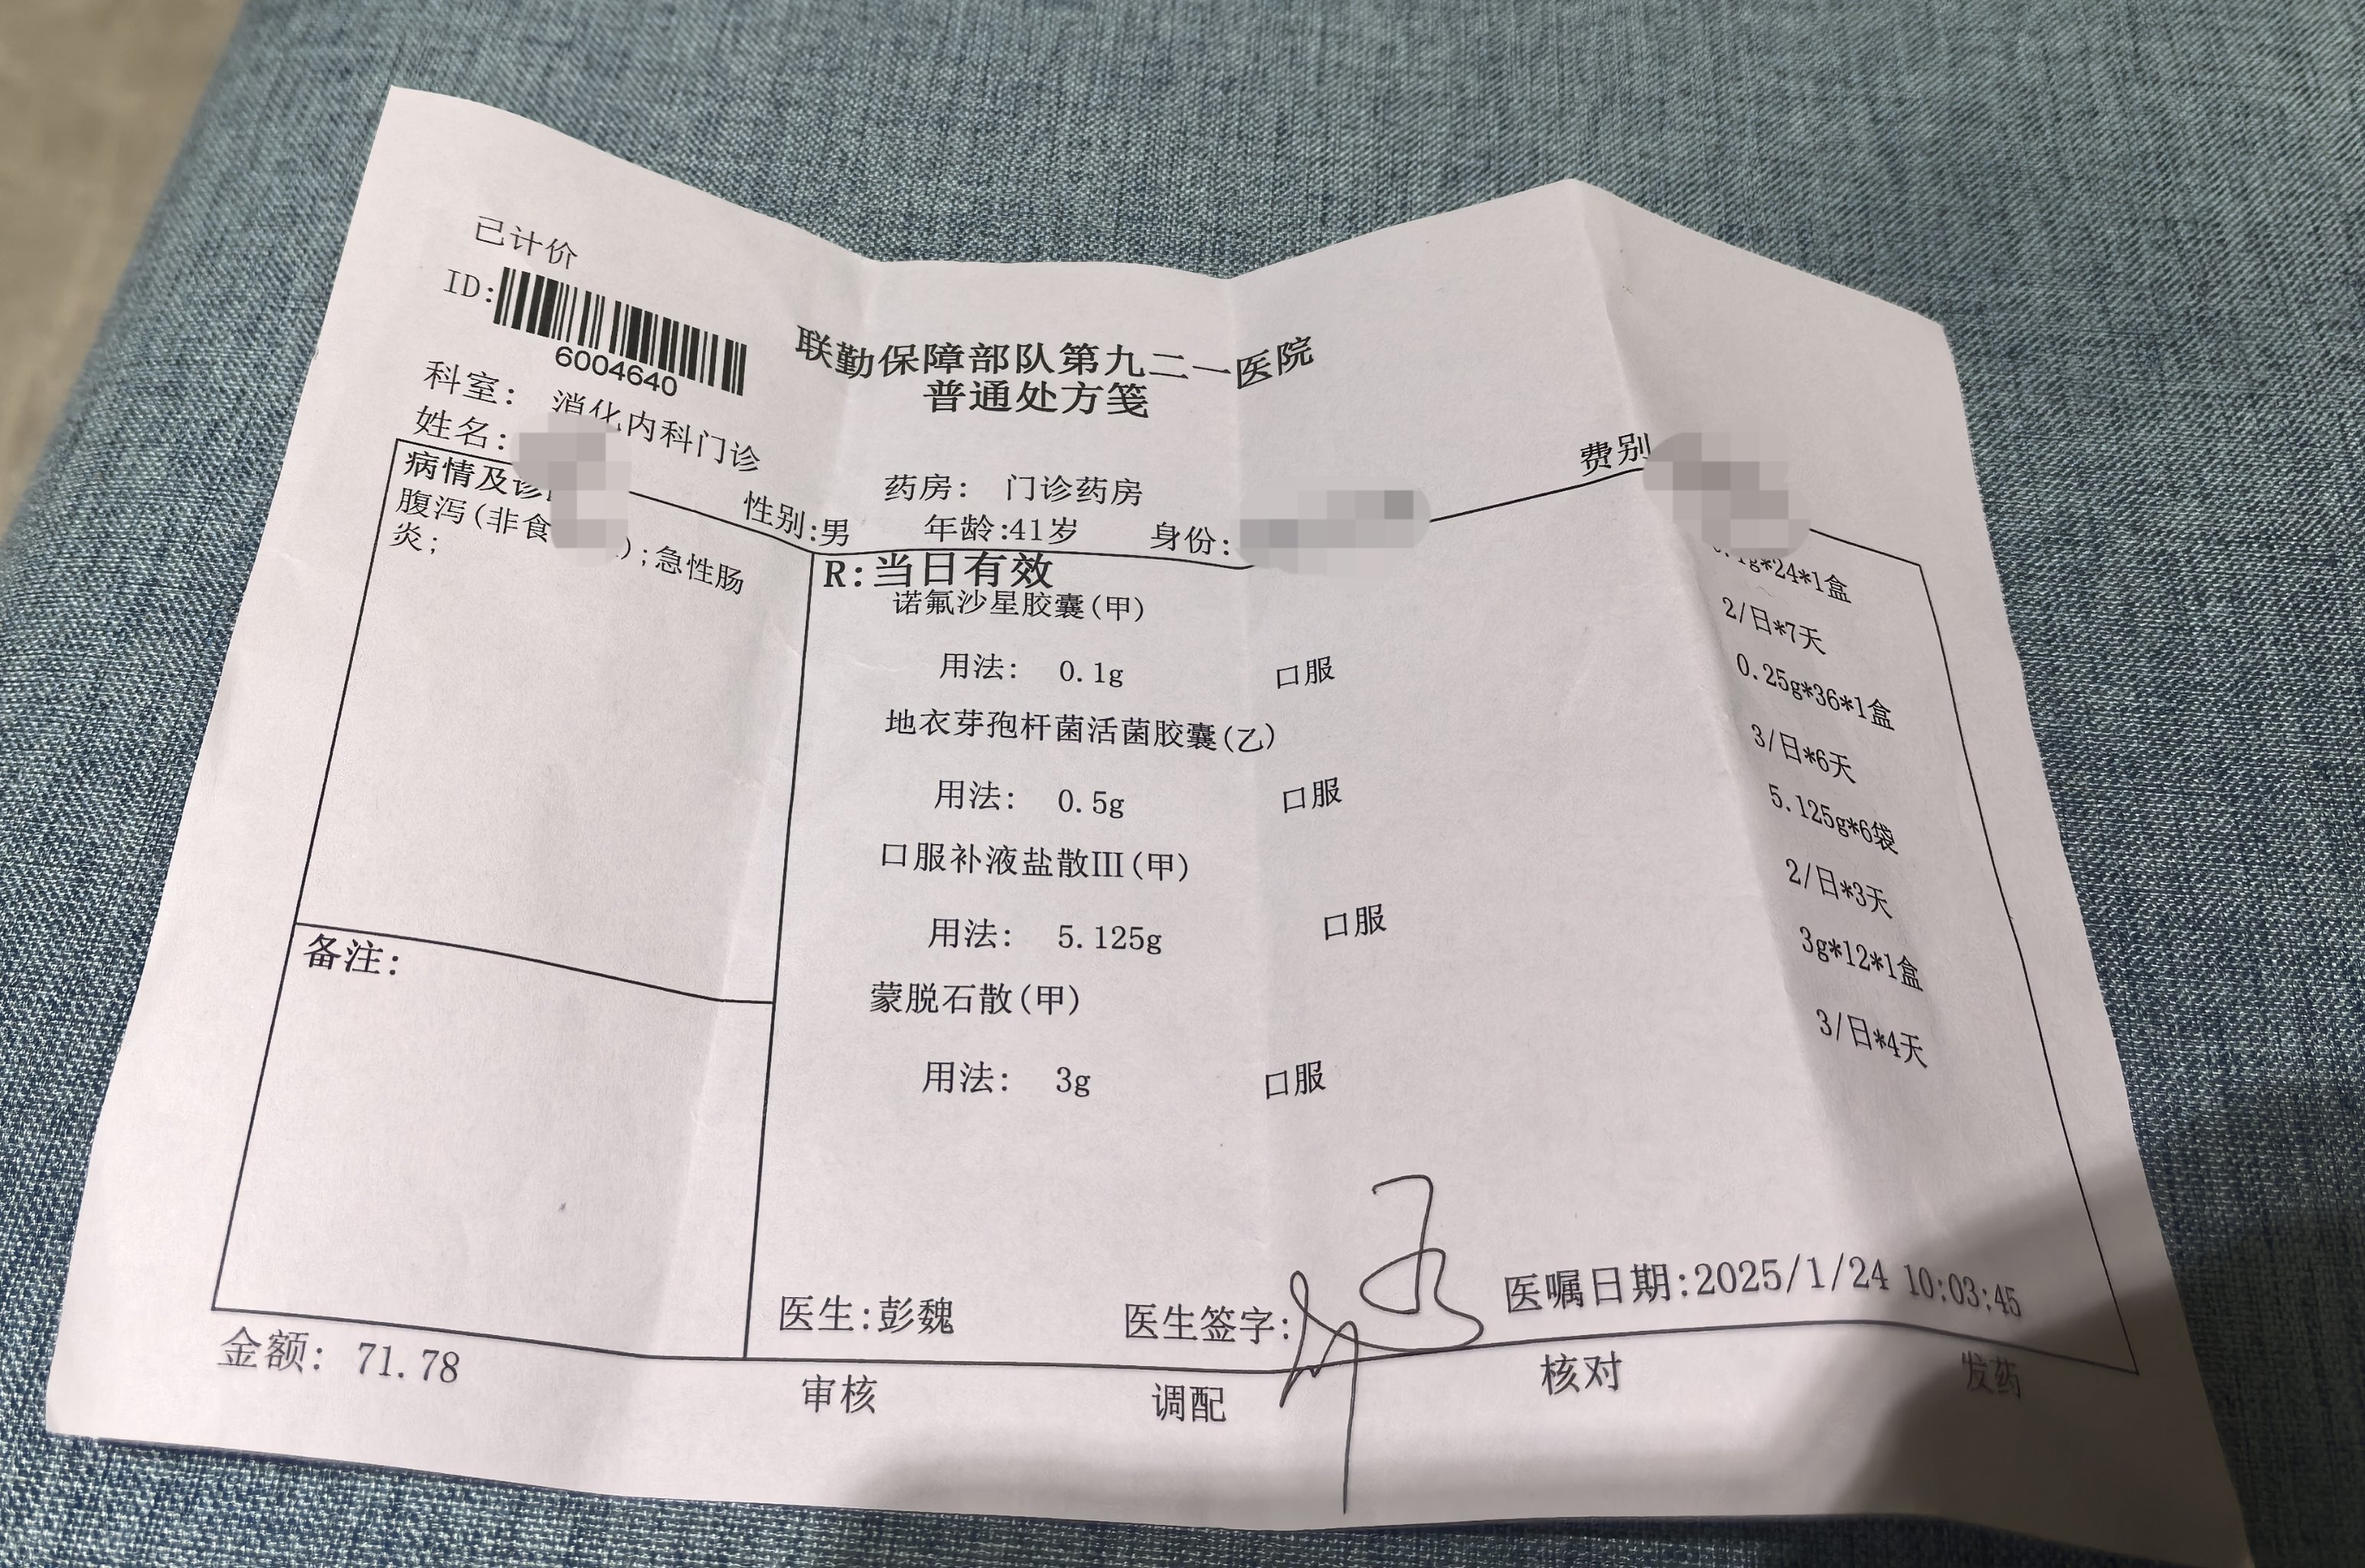 已计价
ID:
6004640
联勤保障部队第九二一医院
普通处方笺
科室: 消化内科门诊
药房: 门诊药房
费别
姓名:
性别:男 年龄:41岁 身份:
病情及诊
腹泻(非食 );急性肠
炎;
R:当日有效
诺氟沙星胶囊(甲) 1g*24*1盒
用法: 0.1g 口服 2/日*7天
地衣芽孢杆菌活菌胶囊(乙) 0.25g*36*1盒
用法: 0.5g 口服 3/日*6天
口服补液盐散III(甲) 5.125g*6袋
用法: 5.125g 口服 2/日*3天
蒙脱石散(甲) 3g*12*1盒
用法: 3g 口服 3/日*4天
备注:
医生:彭魏 医生签字: 医嘱日期:2025/1/24 10:03:45
金额: 71.78 审核 调配 核对 发药